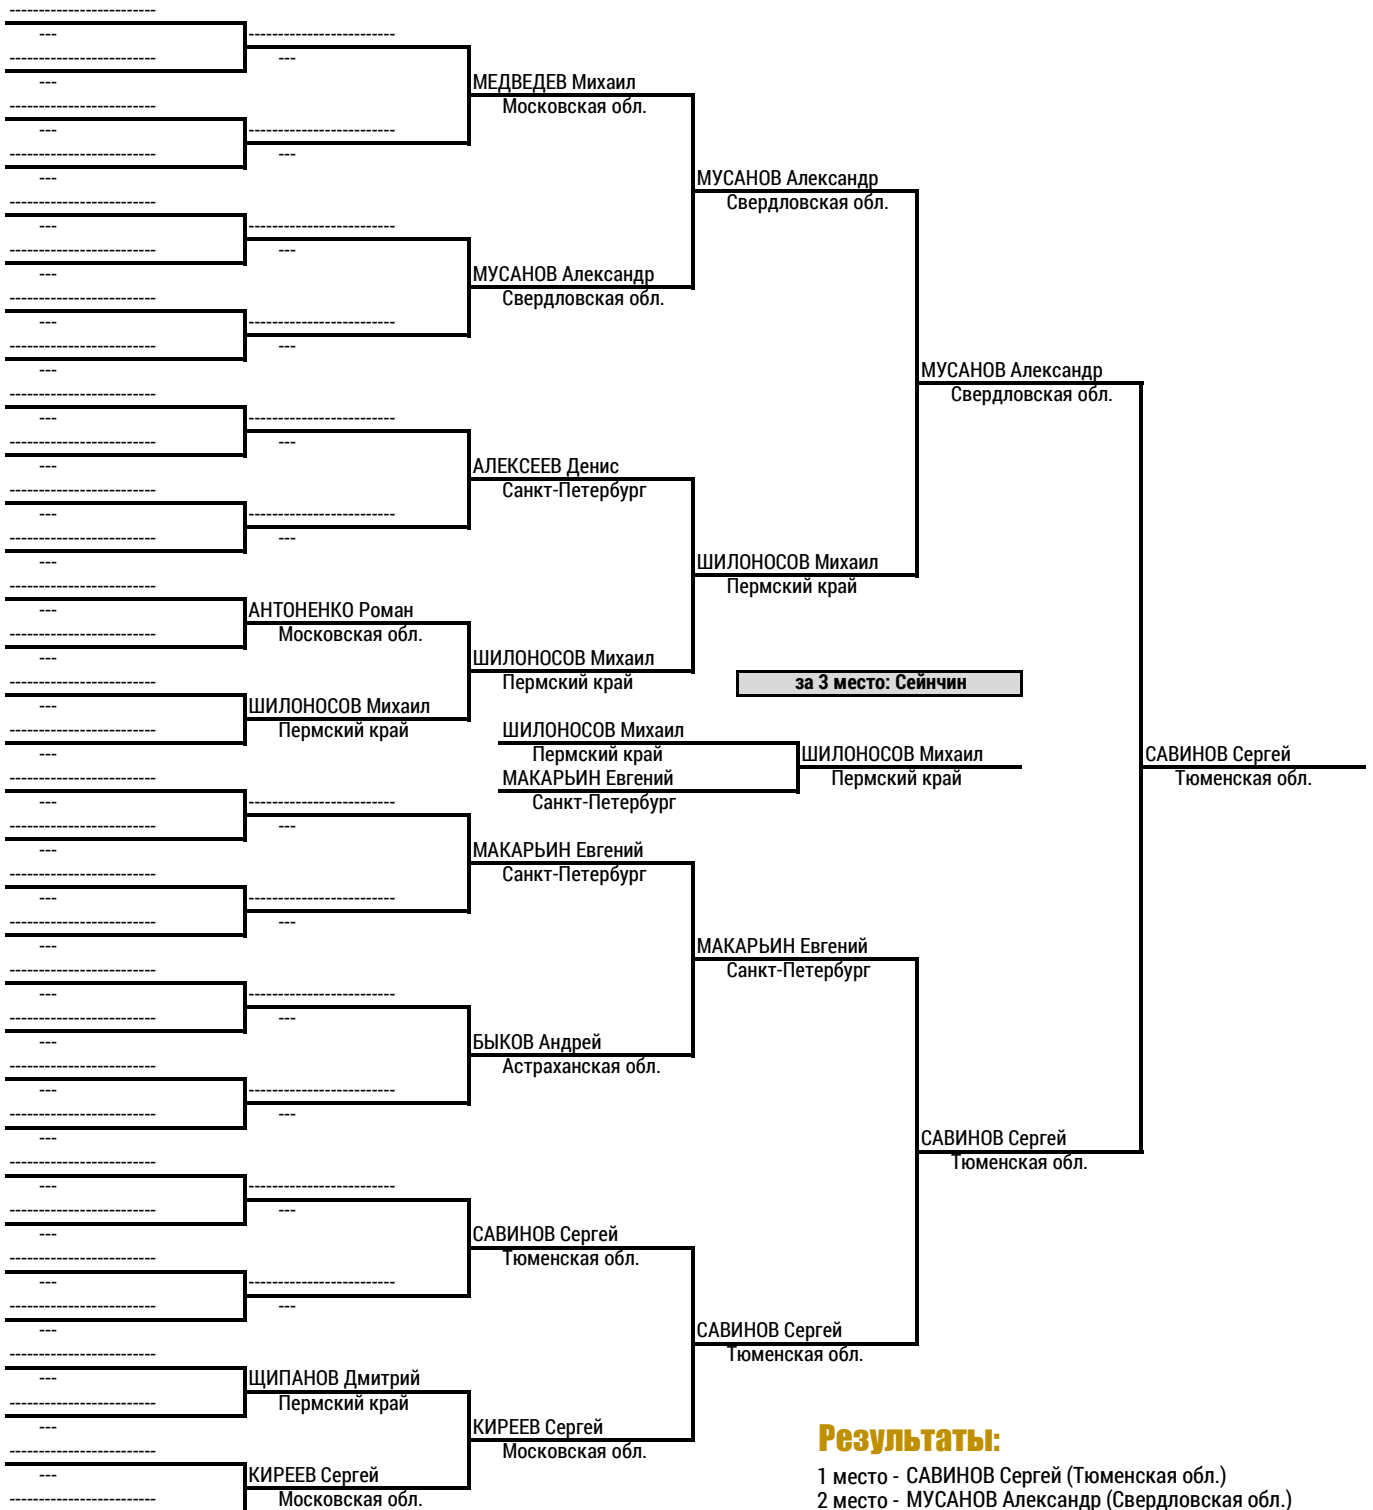 МЕДВЕДЕВ Михаил
Московская обл.
МУСАНОВ Александр
Свердловская обл.
МУСАНОВ Александр
Свердловская обл.
МУСАНОВ Александр
Свердловская обл.
АЛЕКСЕЕВ Денис
Санкт-Петербург
ШИЛОНОСОВ Михаил
Пермский край
АНТОНЕНКО Роман
Московская обл.
ШИЛОНОСОВ Михаил
Пермский край
за 3 место: Сейнчин
ШИЛОНОСОВ Михаил
Пермский край
ШИЛОНОСОВ Михаил
Пермский край
МАКАРЬИН Евгений
Санкт-Петербург
ШИЛОНОСОВ Михаил
Пермский край
САВИНОВ Сергей
Тюменская обл.
МАКАРЬИН Евгений
Санкт-Петербург
МАКАРЬИН Евгений
Санкт-Петербург
БЫКОВ Андрей
Астраханская обл.
САВИНОВ Сергей
Тюменская обл.
САВИНОВ Сергей
Тюменская обл.
САВИНОВ Сергей
Тюменская обл.
ЩИПАНОВ Дмитрий
Пермский край
КИРЕЕВ Сергей
Московская обл.
КИРЕЕВ Сергей
Московская обл.
Результаты:
1 место - САВИНОВ Сергей (Тюменская обл.)
2 место - МУСАНОВ Александр (Свердловская обл.)